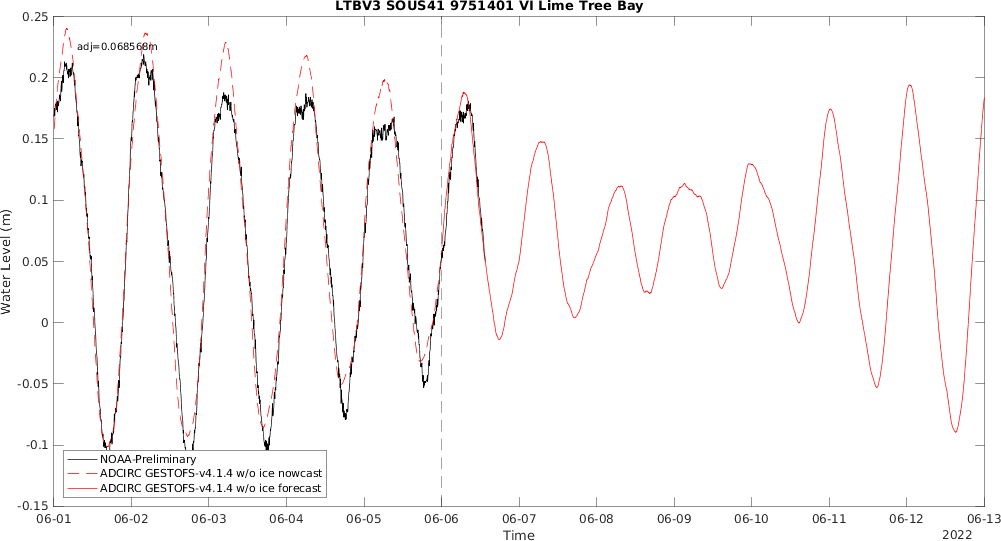 LTBV3 SOUS41 9751401 VI Lime Tree Bay
adj=0.068568m
Water Level (m)
0.25
0.2
0.15
0.1
0.05
0
-0.05
-0.1
-0.15
NOAA-Preliminary
ADCIRC GESTOFS-v4.1.4 w/o ice nowcast
ADCIRC GESTOFS-v4.1.4 w/o ice forecast
06-01 06-02 06-03 06-04 06-05 06-06 06-07 06-08 06-09 06-10 06-11 06-12 06-13
Time
2022